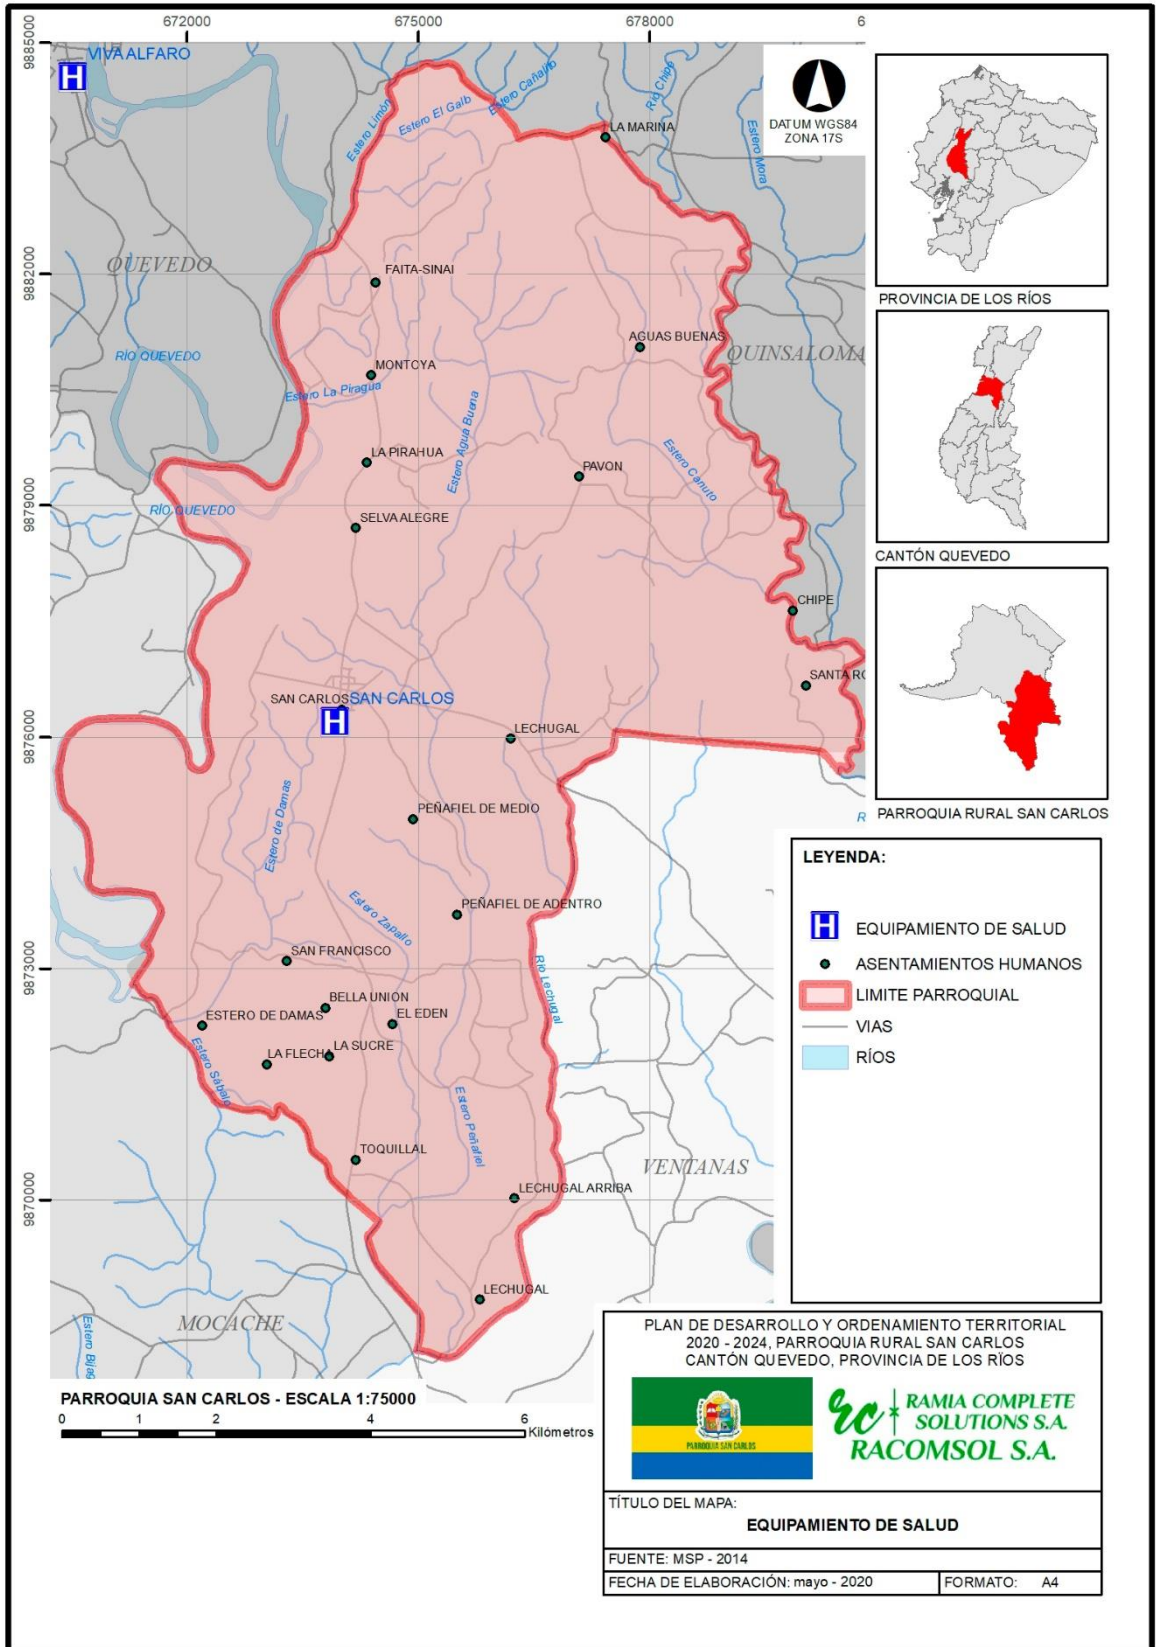 672000
675000
678000
6
9885000
9882000
9879000
9876000
9873000
9870000
VIVA ALFARO
H
Estero Limón
Estero El Galb
Estero Cañalito
Río Chipe
Estero Mora
LA MARINA
DATUM WGS84
ZONA 17S
QUEVEDO
FAITA-SINAI
AGUAS BUENAS
QUINSALOMA
RÍO QUEVEDO
MONTOYA
Estero La Piragua
Estero Agua Buena
LA PIRAHUA
PAVON
Estero Canuto
RÍO QUEVEDO
SELVA ALEGRE
CHIPE
SANTA RO
SAN CARLOS
SAN CARLOS
H
LECHUGAL
Estero de Damas
PEÑAFIEL DE MEDIO
Estero Zapallo
PEÑAFIEL DE ADENTRO
SAN FRANCISCO
Río Lechugal
BELLA UNION
ESTERO DE DAMAS
EL EDEN
LA SUCRE
LA FLECHA
Estero Sábalo
Estero Peñafiel
TOQUILLAL
VENTANAS
LECHUGAL ARRIBA
LECHUGAL
MOCACHE
R
PROVINCIA DE LOS RÍOS
CANTÓN QUEVEDO
PARROQUIA RURAL SAN CARLOS
LEYENDA:
H EQUIPAMIENTO DE SALUD
ASENTAMIENTOS HUMANOS
LIMITE PARROQUIAL
VIAS
RÍOS
PARROQUIA SAN CARLOS - ESCALA 1:75000
0 1 2 4 6
Kilómetros
PLAN DE DESARROLLO Y ORDENAMIENTO TERRITORIAL
2020 - 2024, PARROQUIA RURAL SAN CARLOS
CANTÓN QUEVEDO, PROVINCIA DE LOS RÏOS
PARROQUIA SAN CARLOS
rc RAMIA COMPLETE
SOLUTIONS S.A.
RACOMSOL S.A.
TÍTULO DEL MAPA:
EQUIPAMIENTO DE SALUD
FUENTE: MSP - 2014
FECHA DE ELABORACIÓN: mayo - 2020
FORMATO: A4